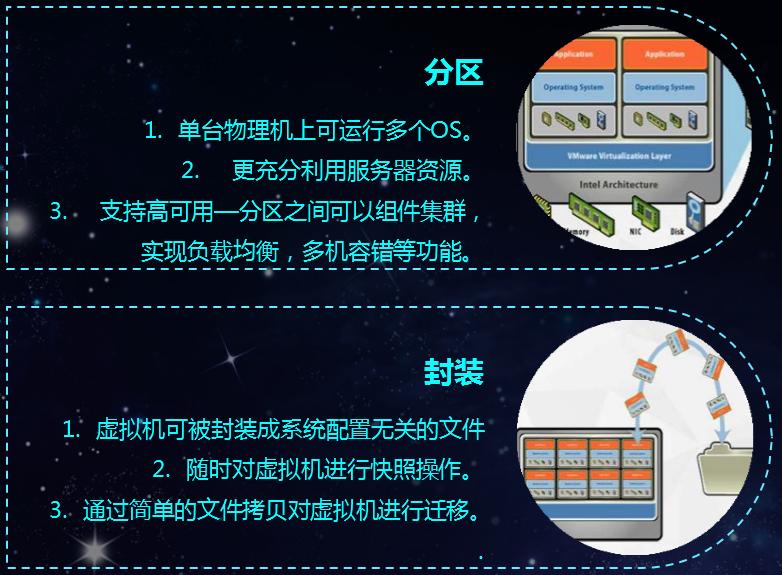 分区
1. 单台物理机上可运行多个OS。
2. 更充分利用服务器资源。
3. 支持高可用—分区之间可以组件集群，
实现负载均衡，多机容错等功能。
Application Application
Operating System Operating System
VMware Virtualization Layer
Intel Architecture
NIC Disk
封装
1. 虚拟机可被封装成系统配置无关的文件
2. 随时对虚拟机进行快照操作。
3. 通过简单的文件拷贝对虚拟机进行迁移。
.